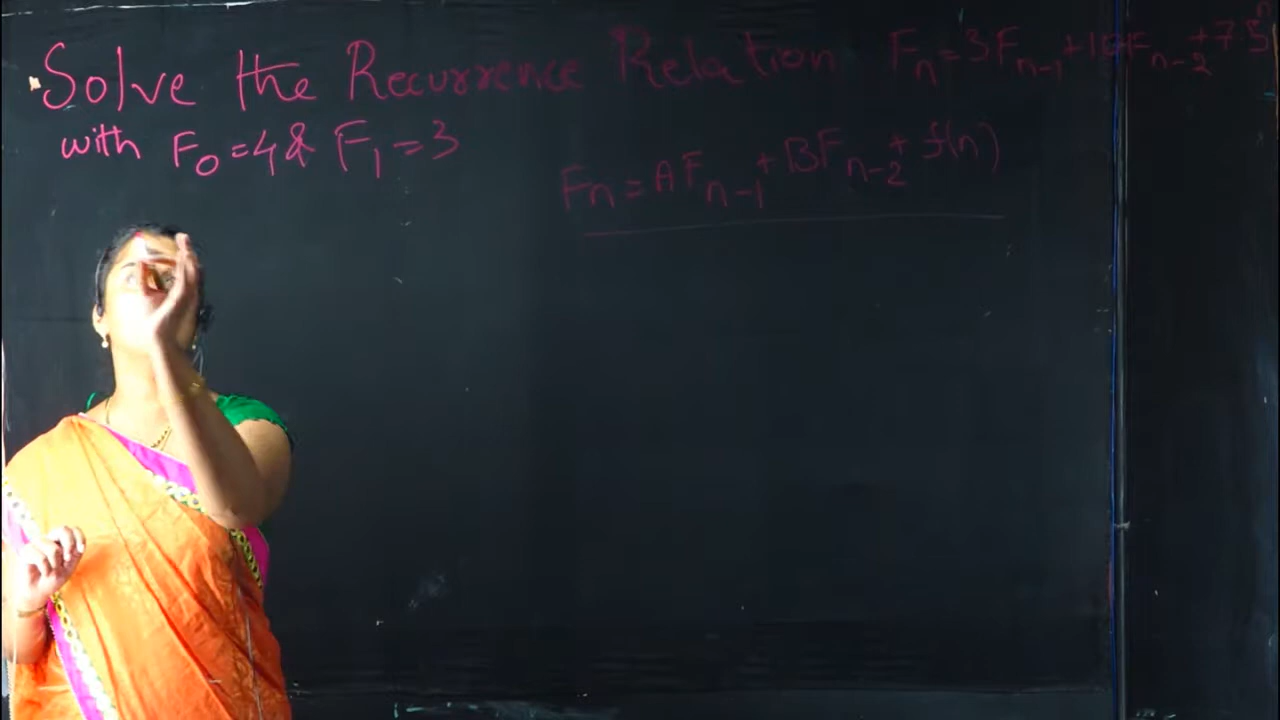 Solve the Recurrence Relation Fₙ=3Fₙ₋₁+10Fₙ₋₂+7.5ⁿ
with F₀=4 & F₁=3
Fn=AFₙ₋₁+BFₙ₋₂+f(n)